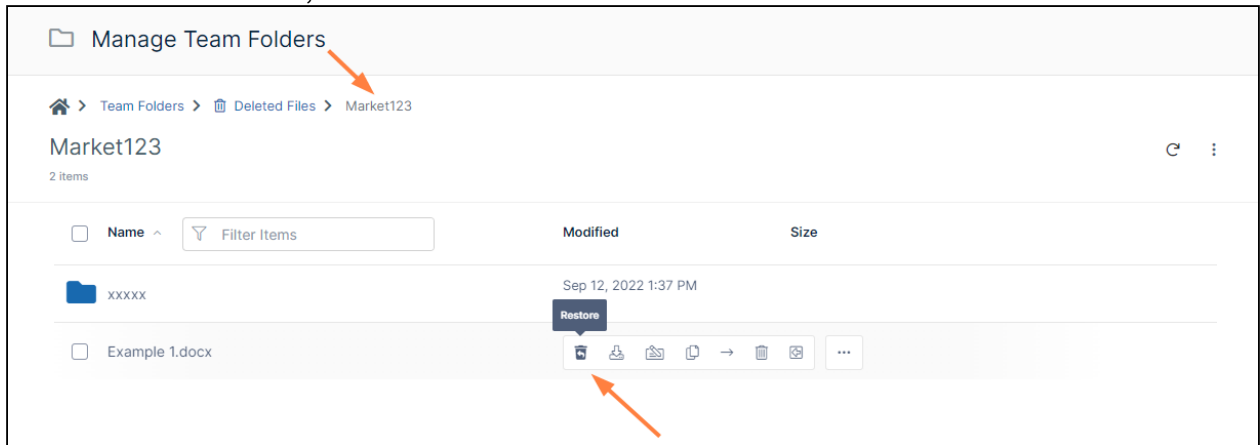 Manage Team Folders
Team Folders > Deleted Files > Market123
Market123
2 items
Name Filter Items Modified Size
xxxxx Sep 12, 2022 1:37 PM
Restore
Example 1.docx